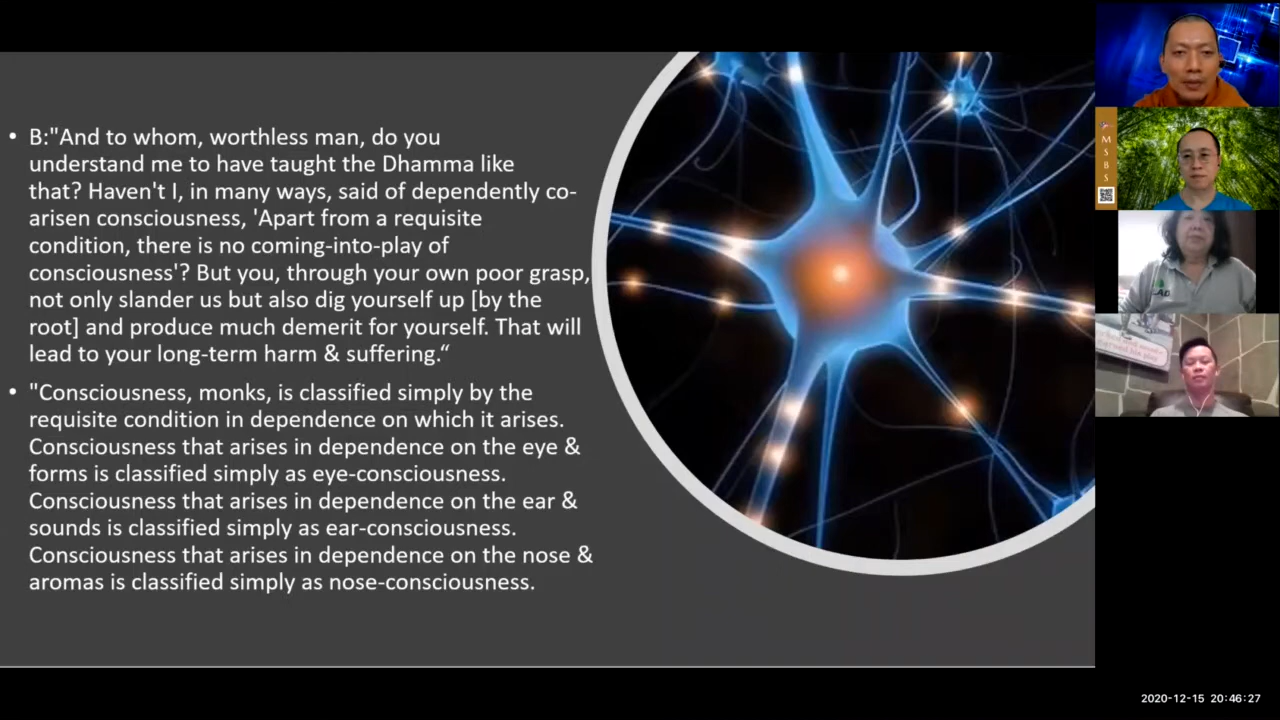 • B:"And to whom, worthless man, do you
understand me to have taught the Dhamma like
that? Haven't I, in many ways, said of dependently co-
arisen consciousness, 'Apart from a requisite
condition, there is no coming-into-play of
consciousness'? But you, through your own poor grasp,
not only slander us but also dig yourself up [by the
root] and produce much demerit for yourself. That will
lead to your long-term harm & suffering.“
• "Consciousness, monks, is classified simply by the
requisite condition in dependence on which it arises.
Consciousness that arises in dependence on the eye &
forms is classified simply as eye-consciousness.
Consciousness that arises in dependence on the ear &
sounds is classified simply as ear-consciousness.
Consciousness that arises in dependence on the nose &
aromas is classified simply as nose-consciousness.
M
S
B
S
2020-12-15 20:46:27